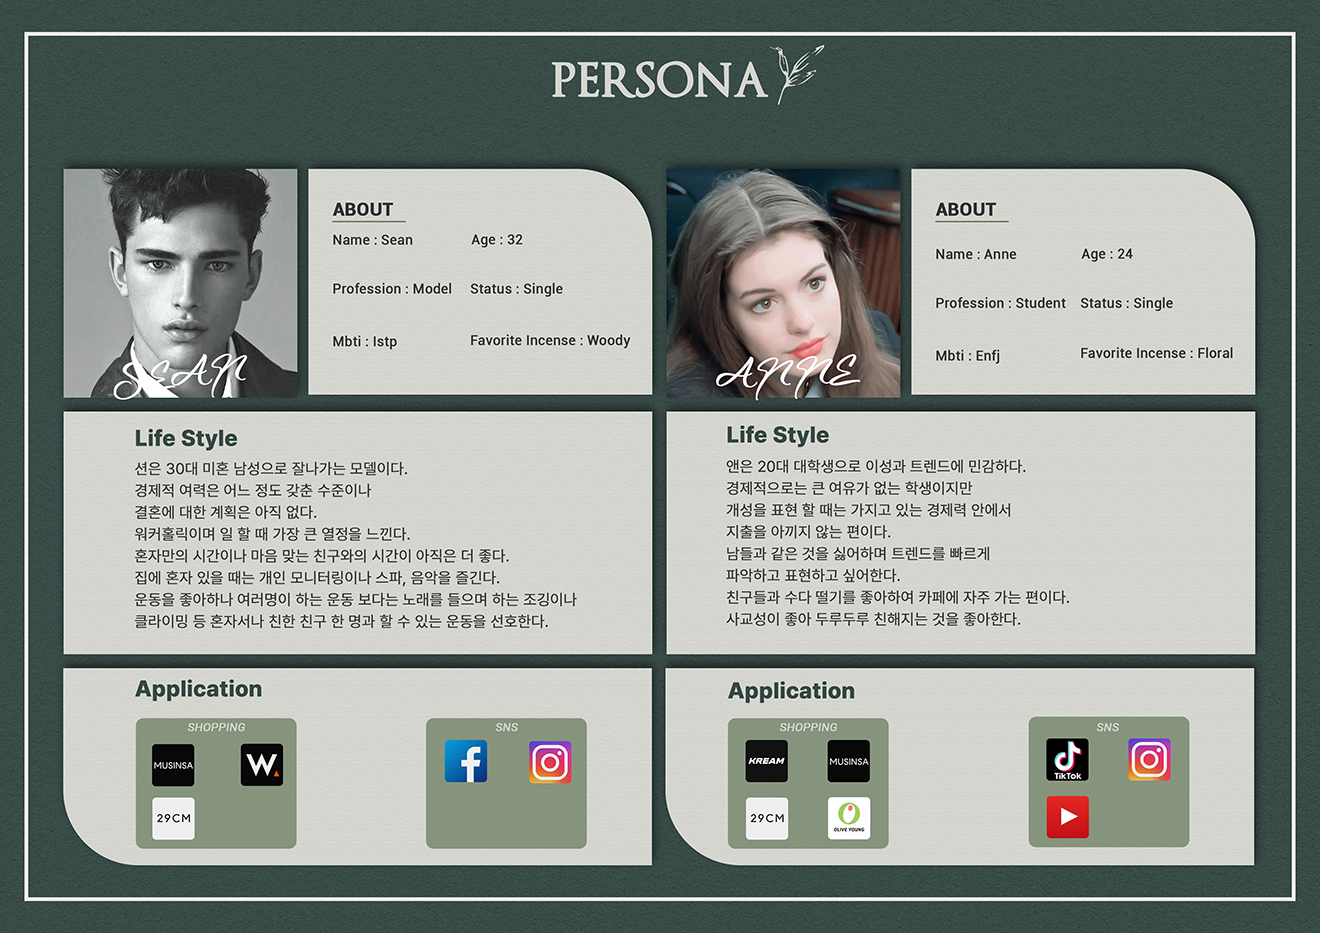 PERSONA
SEAN
ABOUT
Name : Sean Age : 32
Profession : Model Status : Single
Mbti : Istp Favorite Incense : Woody
Life Style
션은 30대 미혼 남성으로 잘나가는 모델이다.
경제적 여력은 어느 정도 갖춘 수준이나
결혼에 대한 계획은 아직 없다.
워커홀릭이며 일 할 때 가장 큰 열정을 느낀다.
혼자만의 시간이나 마음 맞는 친구와의 시간이 아직은 더 좋다.
집에 혼자 있을 때는 개인 모니터링이나 스파, 음악을 즐긴다.
운동을 좋아하나 여러명이 하는 운동 보다는 노래를 들으며 하는 조깅이나
클라이밍 등 혼자서나 친한 친구 한 명과 할 수 있는 운동을 선호한다.
Application
SHOPPING
MUSINSA
W
29CM
SNS
ANNE
ABOUT
Name : Anne Age : 24
Profession : Student Status : Single
Mbti : Enfj Favorite Incense : Floral
Life Style
앤은 20대 대학생으로 이성과 트렌드에 민감하다.
경제적으로는 큰 여유가 없는 학생이지만
개성을 표현 할 때는 가지고 있는 경제력 안에서
지출을 아끼지 않는 편이다.
남들과 같은 것을 싫어하며 트렌드를 빠르게
파악하고 표현하고 싶어한다.
친구들과 수다 떨기를 좋아하여 카페에 자주 가는 편이다.
사교성이 좋아 두루두루 친해지는 것을 좋아한다.
Application
SHOPPING
KREAM MUSINSA
29CM OLIVE YOUNG
SNS
TikTok